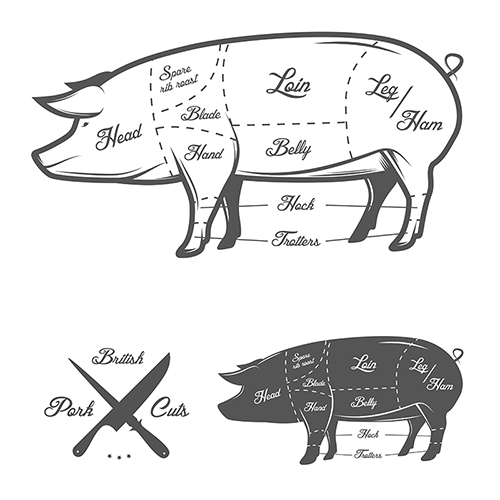 Spare
rib roast
Loin
Leg/
Ham
Head
Blade
Hand
Belly
Hock
Trotters
British
Pork Cuts
Spare
rib roast
Loin
Leg/
Ham
Head
Blade
Hand
Belly
Hock
Trotters